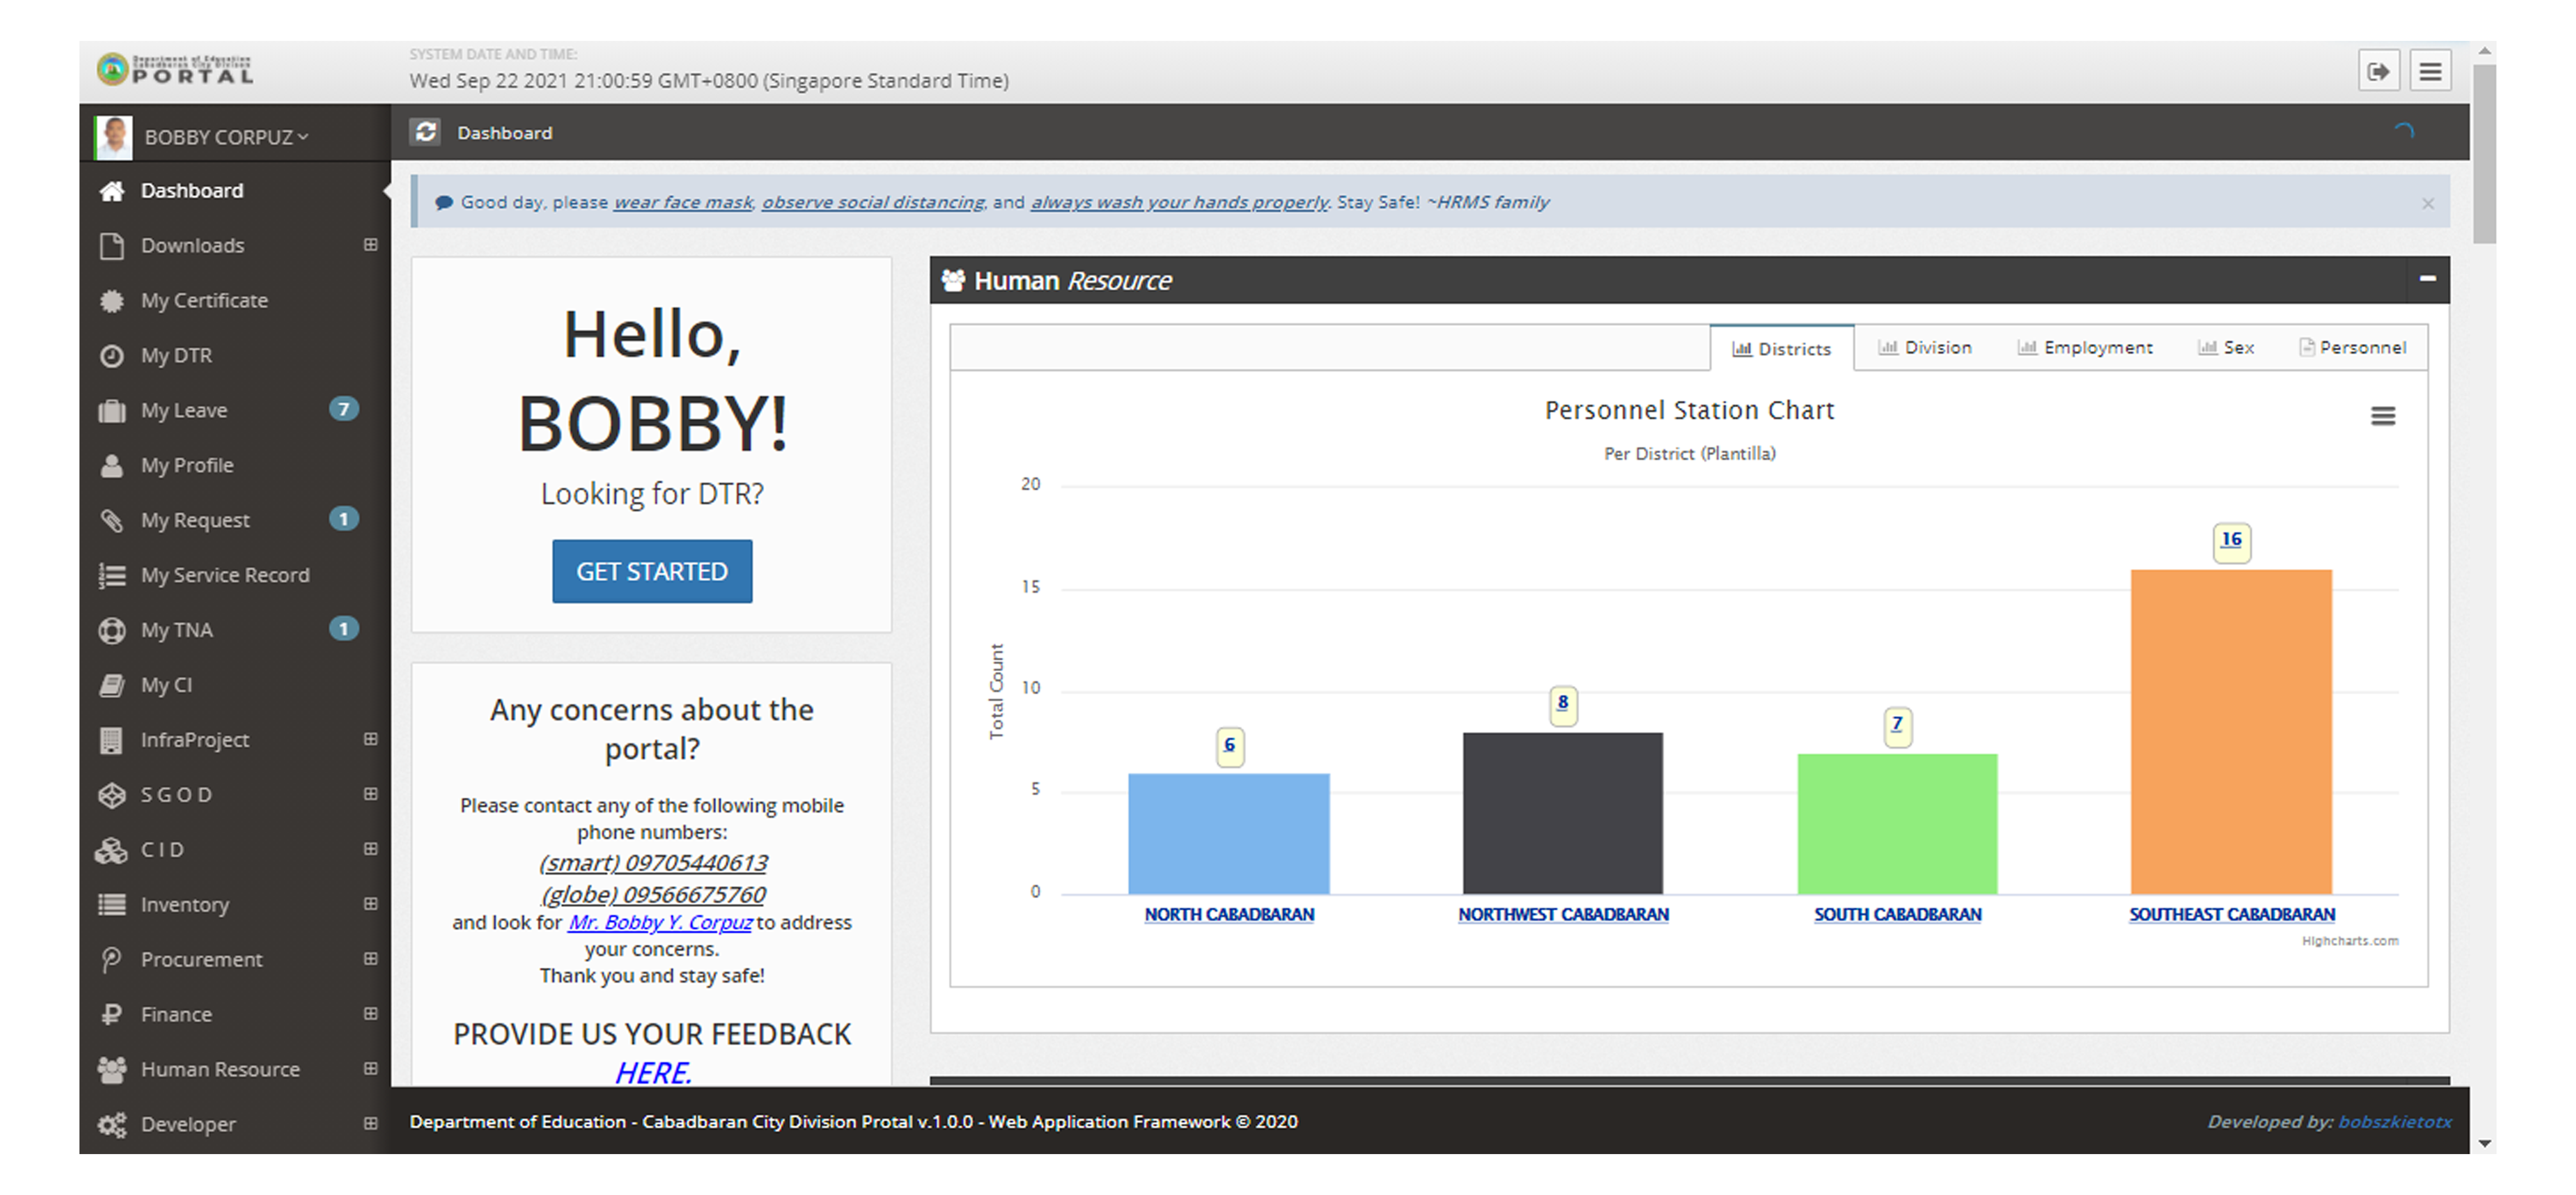 Department of Education
Cabadbaran City Division
PORTAL
SYSTEM DATE AND TIME:
Wed Sep 22 2021 21:00:59 GMT+0800 (Singapore Standard Time)
BOBBY CORPUZ
Dashboard
Downloads
My Certificate
My DTR
My Leave 7
My Profile
My Request 1
My Service Record
My TNA 1
My CI
InfraProject
S G O D
C I D
Inventory
Procurement
Finance
Human Resource
Developer
Dashboard
Good day, please wear face mask, observe social distancing, and always wash your hands properly. Stay Safe! ~HRMS family ×
Hello,
BOBBY!
Looking for DTR?
GET STARTED
Any concerns about the
portal?
Please contact any of the following mobile
phone numbers:
(smart) 09705440613
(globe) 09566675760
and look for Mr. Bobby Y. Corpuz to address
your concerns.
Thank you and stay safe!
PROVIDE US YOUR FEEDBACK
HERE.
Human Resource
Districts Division Employment Sex Personnel
Personnel Station Chart
Per District (Plantilla)
Total Count
20
15
10
5
0
6
8
7
16
NORTH CABADBARAN NORTHWEST CABADBARAN SOUTH CABADBARAN SOUTHEAST CABADBARAN
Highcharts.com
Department of Education - Cabadbaran City Division Protal v.1.0.0 - Web Application Framework © 2020
Developed by: bobszkietotx